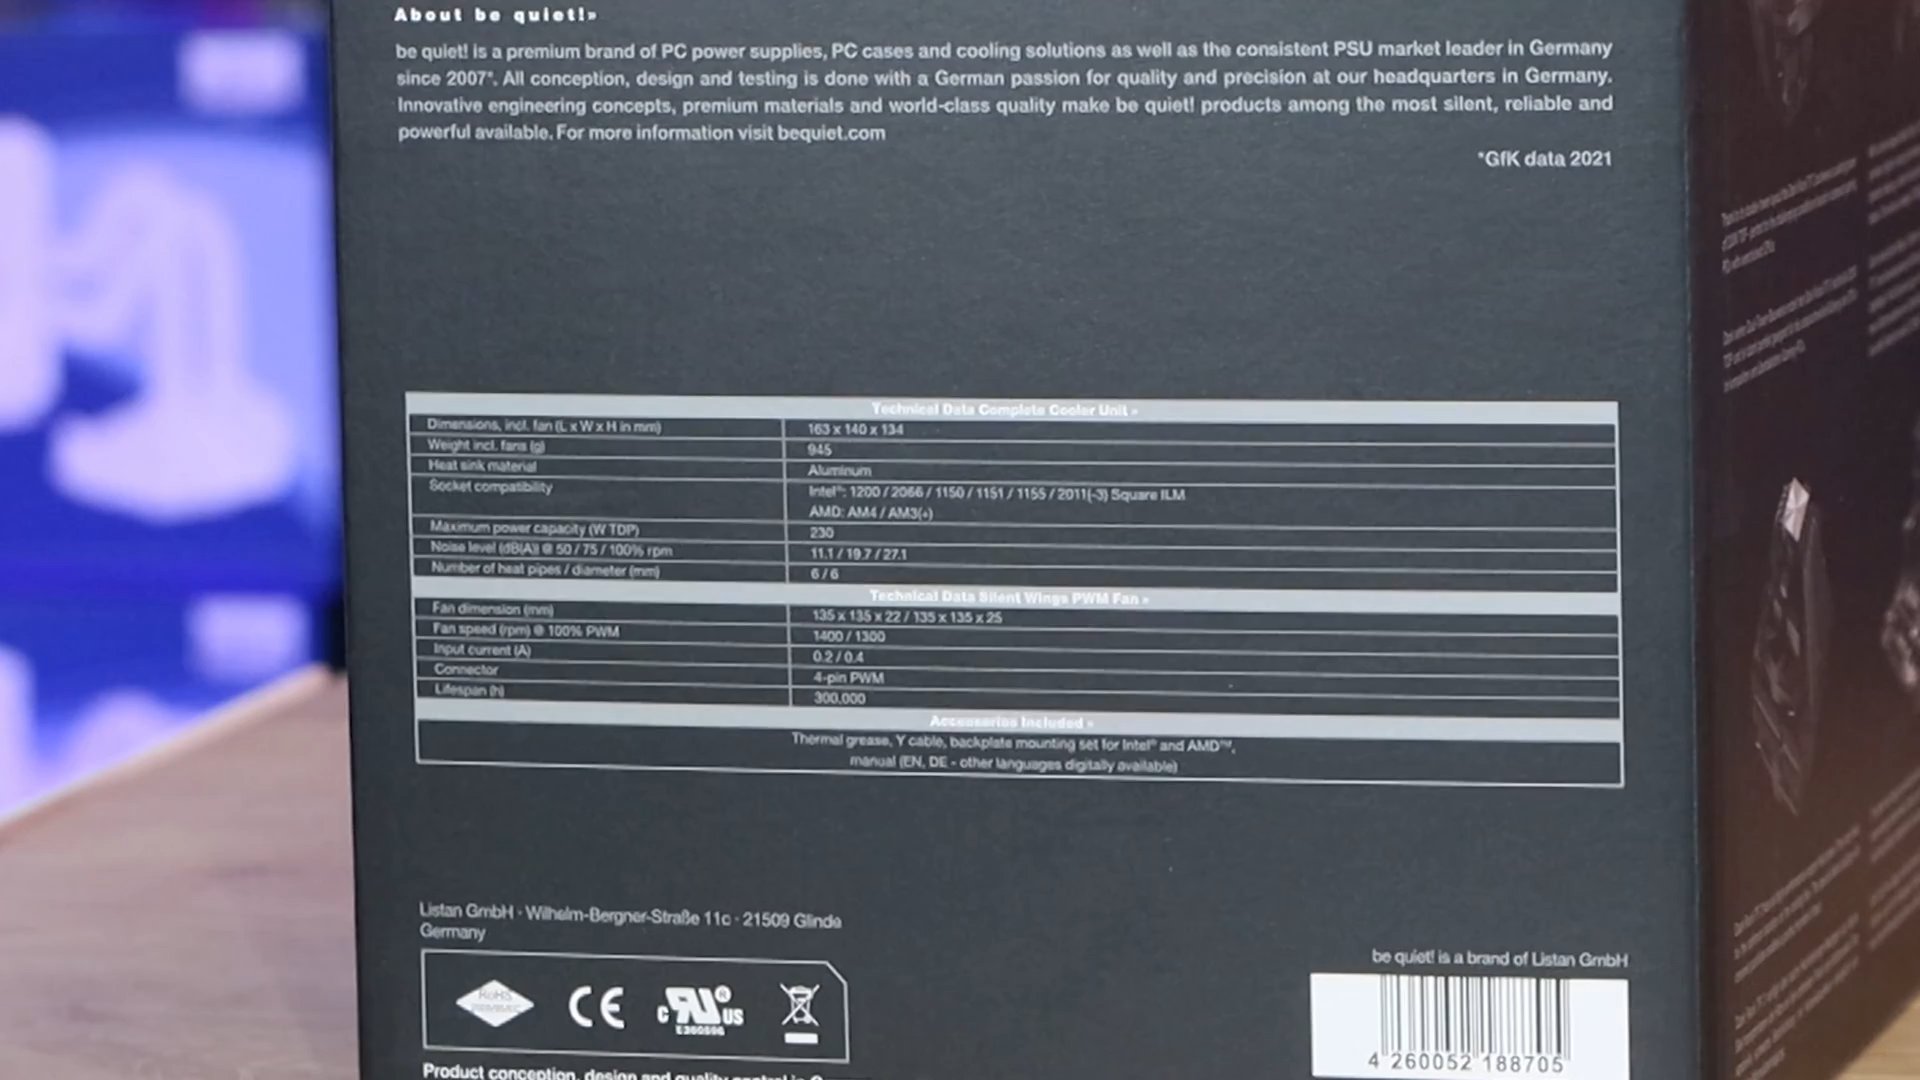 About be quiet!»
be quiet! is a premium brand of PC power supplies, PC cases and cooling solutions as well as the consistent PSU market leader in Germany
since 2007*. All conception, design and testing is done with a German passion for quality and precision at our headquarters in Germany.
Innovative engineering concepts, premium materials and world-class quality make be quiet! products among the most silent, reliable and
powerful available. For more information visit bequiet.com
*GfK data 2021
Technical Data Complete Cooler Unit »
Dimensions, incl. fan (L x W x H in mm) 163 x 140 x 134
Weight incl. fans (g) 945
Heat sink material Aluminum
Socket compatibility Intel®: 1200 / 2066 / 1150 / 1151 / 1155 / 2011(-3) Square ILM
AMD: AM4 / AM3(+)
Maximum power capacity (W TDP) 230
Noise level (dB(A)) @ 50 / 75 / 100% rpm 11.1 / 19.7 / 27.1
Number of heat pipes / diameter (mm) 6 / 6
Technical Data Silent Wings PWM Fan »
Fan dimension (mm) 135 x 135 x 22 / 135 x 135 x 25
Fan speed (rpm) @ 100% PWM 1400 / 1300
Input current (A) 0.2 / 0.4
Connector 4-pin PWM
Lifespan (h) 300.000
Accessories Included »
Thermal grease, Y cable, backplate mounting set for Intel® and AMD™,
manual (EN, DE - other languages digitally available)
Listan GmbH · Wilhelm-Bergner-Straße 11c · 21509 Glinde
Germany
RoHS
CE
c RU® US
be quiet! is a brand of Listan GmbH
4 260052 188705
Product conception, design and quality control in